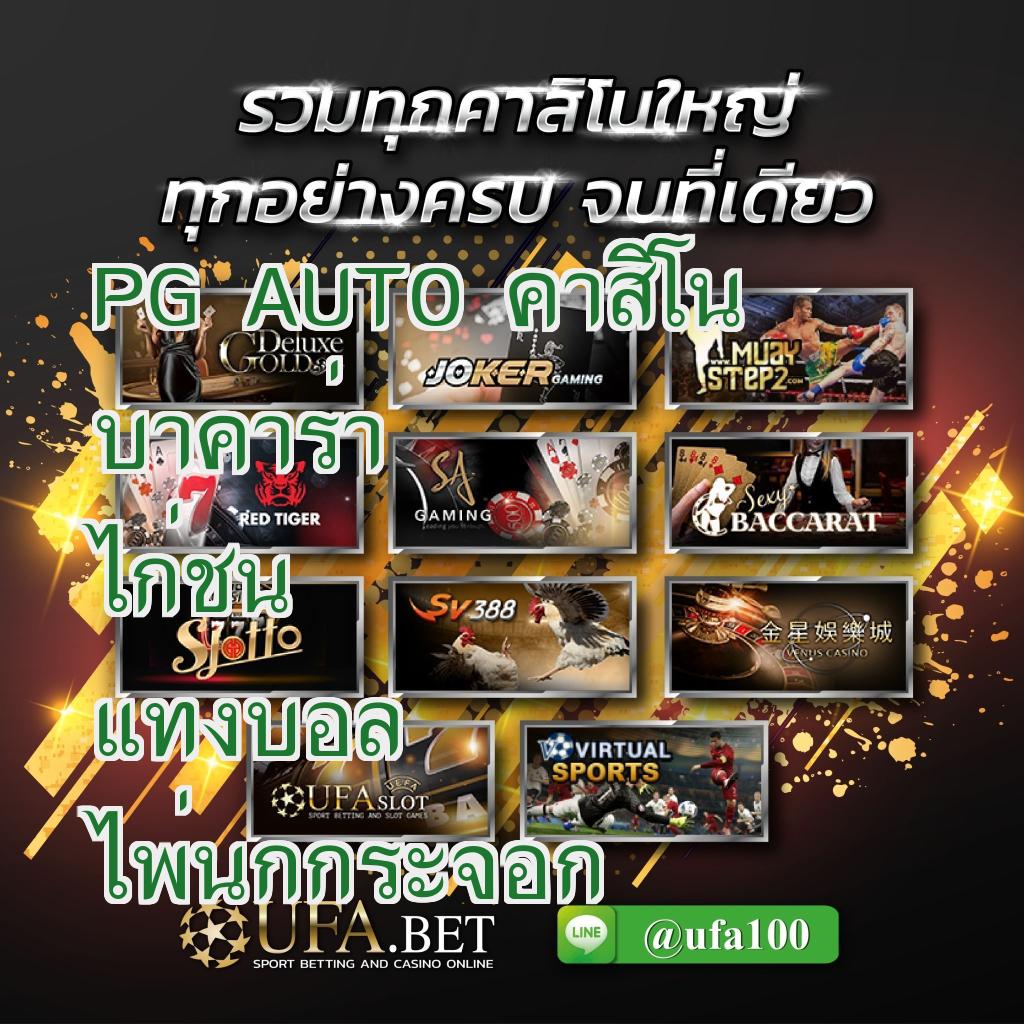 รวมทุกคาสิโนใหญ่
ทุกอย่างครบ จบที่เดียว
PG AUTO คาสิโน
Deluxe
GOLD88
JOKER GAMING
WWW.MUAY
STEP2.COM
บาคาร่า
7
RED TIGER
SA
GAMING
Sexy
BACCARAT
ไก่ชน
Slotto
SV388
金星娛樂城
VENUS CASINO
แท่งบอล
UFA SLOT
SPORT BETTING AND SLOT GAMES
VIRTUAL
SPORTS
ไพ่นกกระจอก
UFA.BET
SPORT BETTING AND CASINO ONLINE
LINE
@ufa100